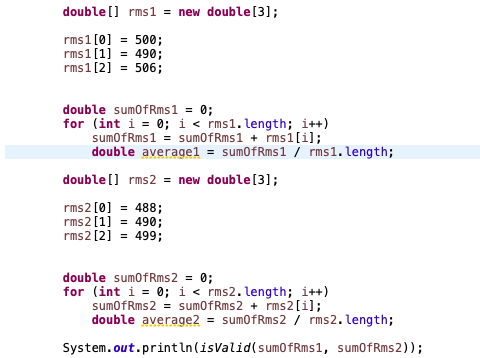 double[] rms1 = new double[3];
rms1[0] = 500;
rms1[1] = 490;
rms1[2] = 506;
double sumOfRms1 = 0;
for (int i = 0; i < rms1.length; i++)
sumOfRms1 = sumOfRms1 + rms1[i];
double average1 = sumOfRms1 / rms1.length;
double[] rms2 = new double[3];
rms2[0] = 488;
rms2[1] = 490;
rms2[2] = 499;
double sumOfRms2 = 0;
for (int i = 0; i < rms2.length; i++)
sumOfRms2 = sumOfRms2 + rms2[i];
double average2 = sumOfRms2 / rms2.length;
System.out.println(isValid(sumOfRms1, sumOfRms2));